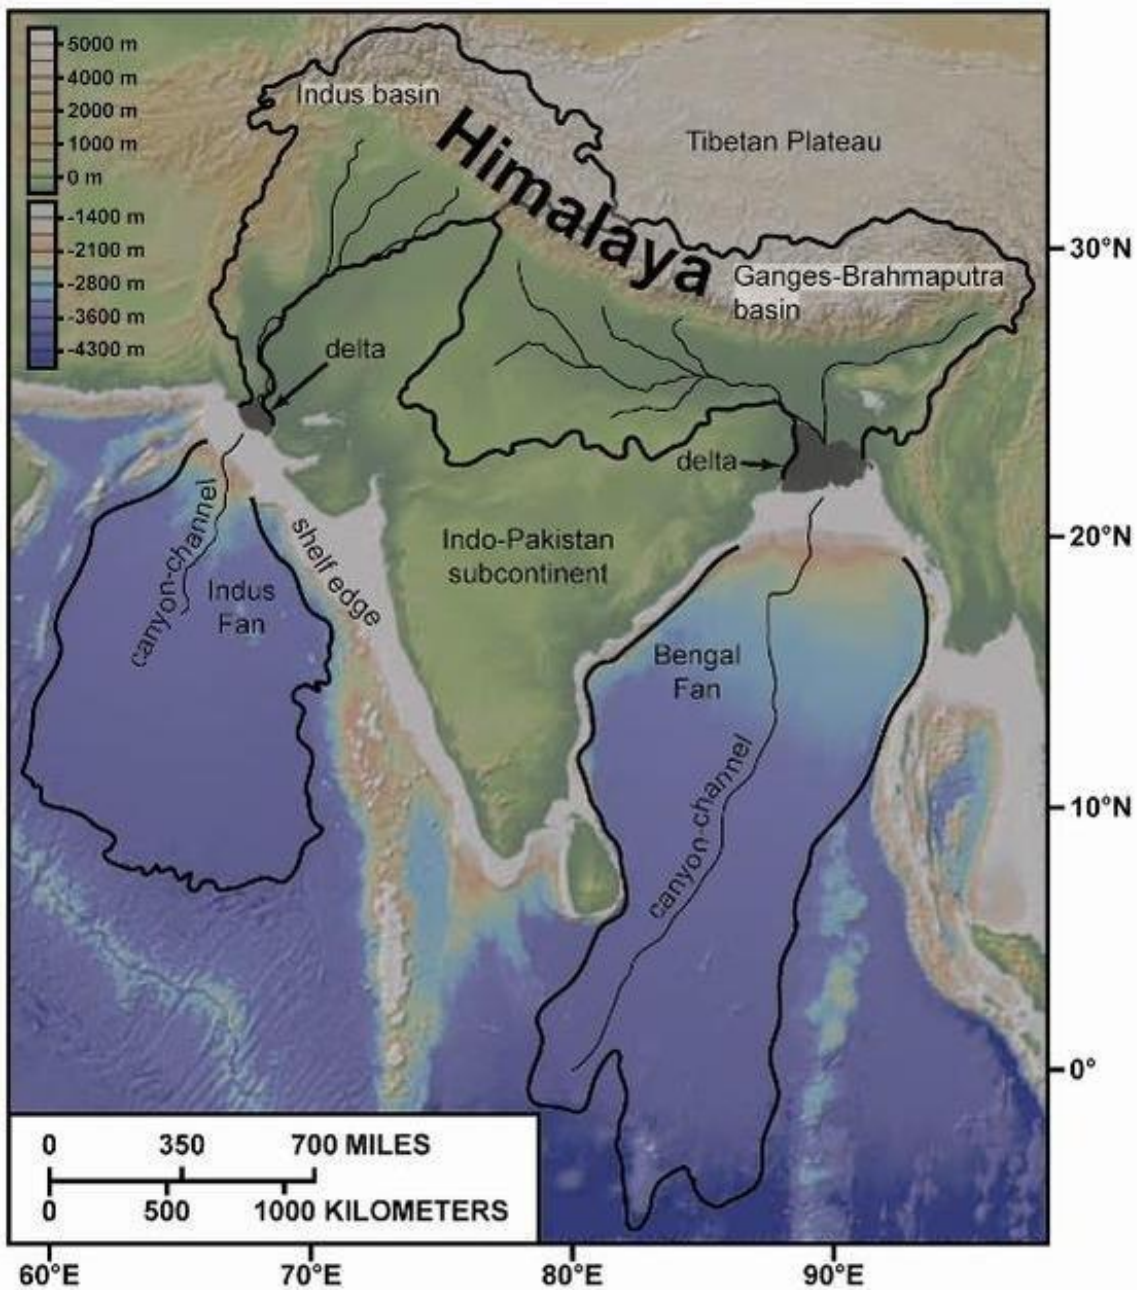 5000 m
4000 m
2000 m
1000 m
0 m
-1400 m
-2100 m
-2800 m
-3600 m
-4300 m
Indus basin
Himalaya
Tibetan Plateau
Ganges-Brahmaputra
basin
30°N
delta
delta
20°N
canyon-channel
Indus
Fan
shelf edge
Indo-Pakistan
subcontinent
Bengal
Fan
canyon-channel
10°N
0°
0 350 700 MILES
0 500 1000 KILOMETERS
60°E 70°E 80°E 90°E